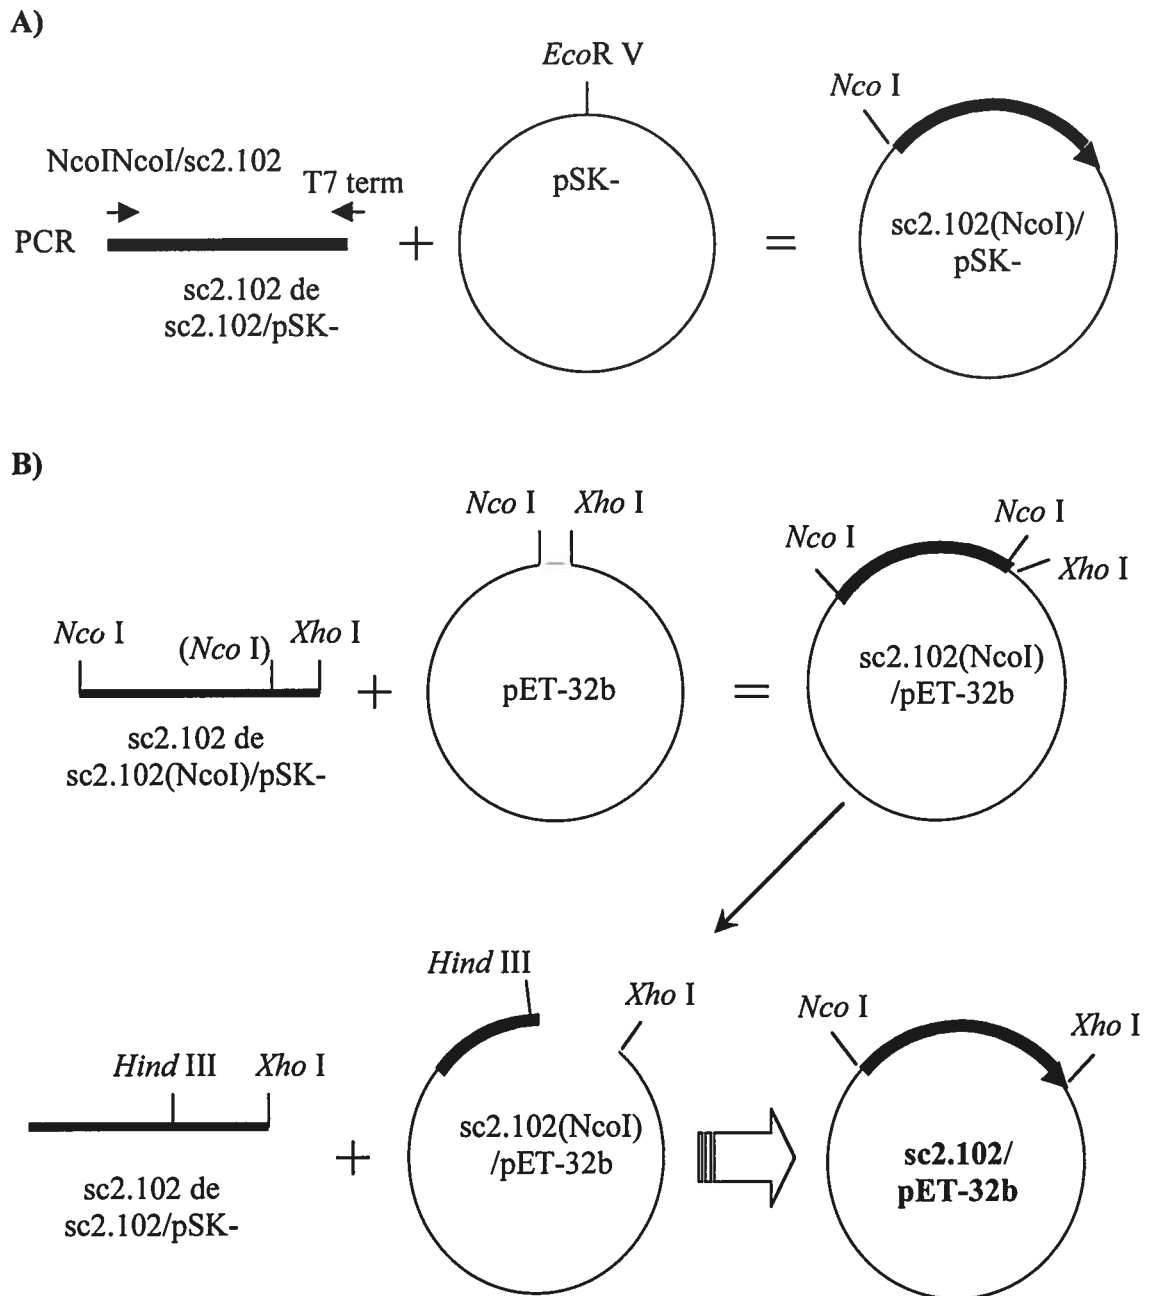 A)
EcoR V
Nco I
NcoINcoI/sc2.102
T7 term
pSK-
PCR
+
=
sc2.102(NcoI)/
pSK-
sc2.102 de
sc2.102/pSK-
B)
Nco I
Xho I
Nco I
Nco I
Xho I
Nco I
(Nco I)
Xho I
+
pET-32b
=
sc2.102(NcoI)
/pET-32b
sc2.102 de
sc2.102(NcoI)/pSK-
Hind III
Xho I
Nco I
Xho I
Hind III
Xho I
+
sc2.102(NcoI)
/pET-32b
sc2.102/
pET-32b
sc2.102 de
sc2.102/pSK-